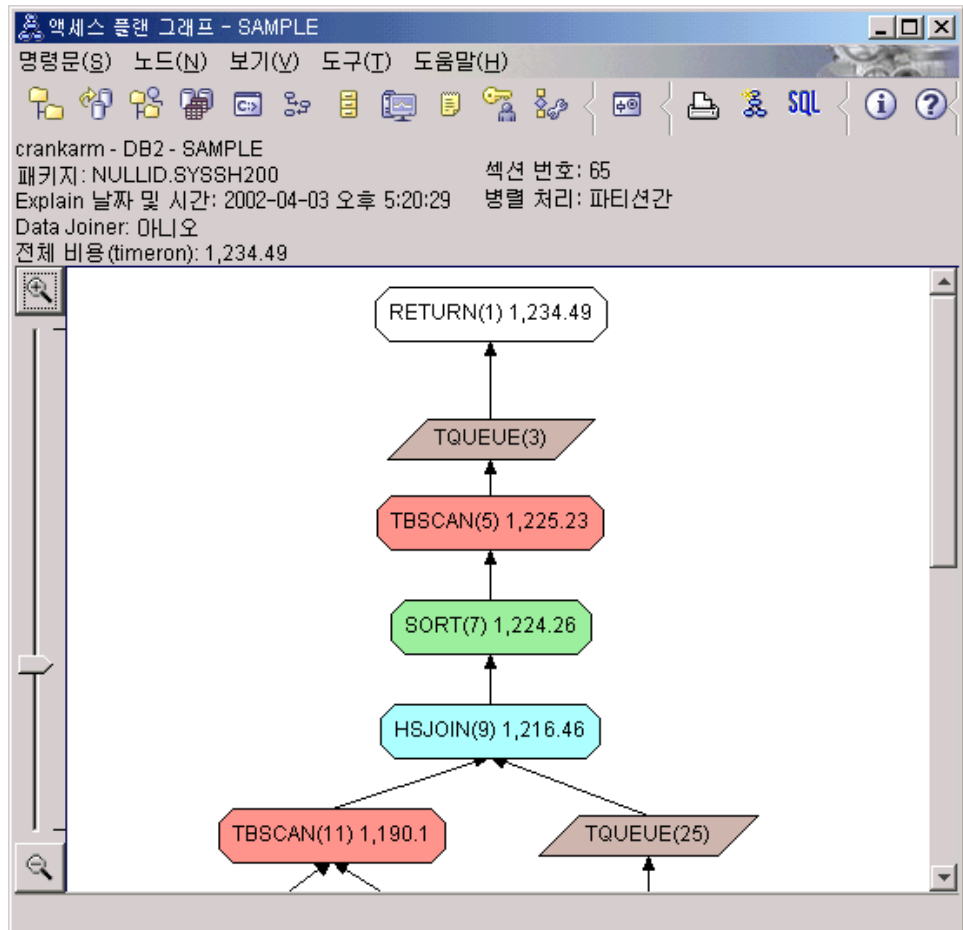 액세스 플랜 그래프 - SAMPLE
명령문(S) 노드(N) 보기(V) 도구(T) 도움말(H)
C:> SQL i ?
crankarm - DB2 - SAMPLE
패키지: NULLID.SYSSH200 섹션 번호: 65
Explain 날짜 및 시간: 2002-04-03 오후 5:20:29 병렬 처리: 파티션간
Data Joiner: 아니오
전체 비용(timeron): 1,234.49
RETURN(1) 1,234.49
TQUEUE(3)
TBSCAN(5) 1,225.23
SORT(7) 1,224.26
HSJOIN(9) 1,216.46
TBSCAN(11) 1,190.1 TQUEUE(25)